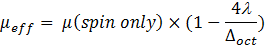 μ_eff = μ(spin only) × (1 − 4λ/Δ_oct)